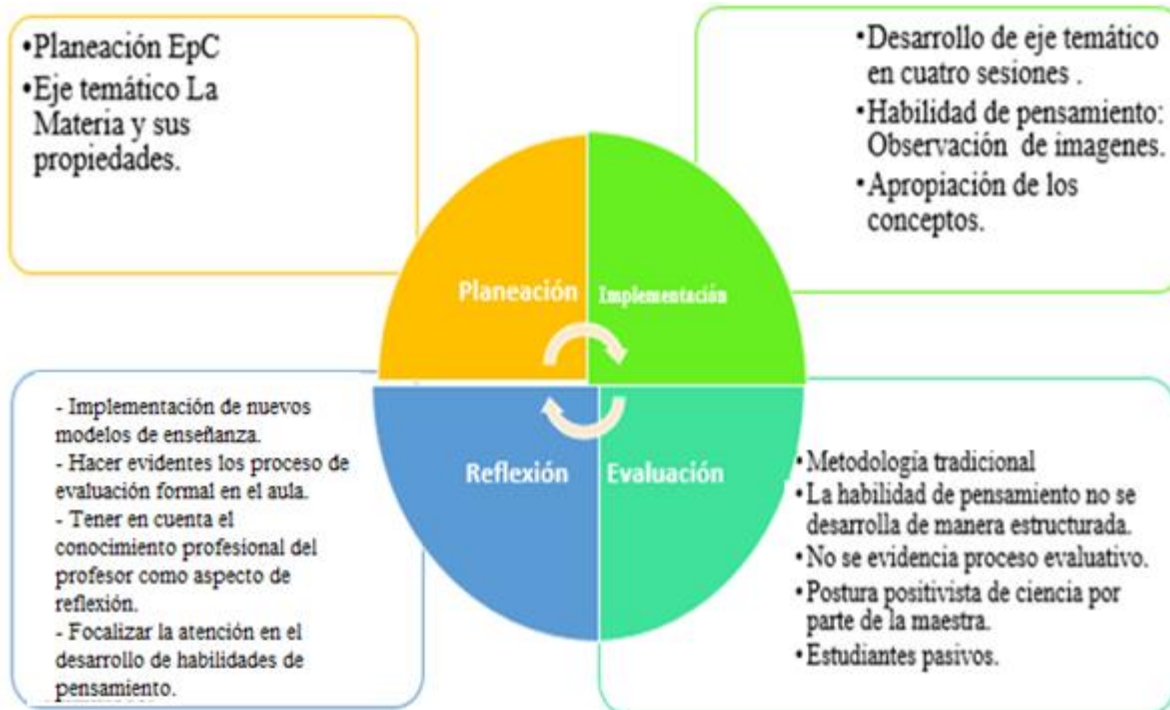 •Planeación EpC
•Eje temático La
Materia y sus
propiedades.
•Desarrollo de eje temático
en cuatro sesiones .
•Habilidad de pensamiento:
Observación de imagenes.
•Apropiación de los
conceptos.
Planeación
Implementación
Reflexión
Evaluación
- Implementación de nuevos
modelos de enseñanza.
- Hacer evidentes los proceso de
evaluación formal en el aula.
- Tener en cuenta el
conocimiento profesional del
profesor como aspecto de
reflexión.
- Focalizar la atención en el
desarrollo de habilidades de
pensamiento.
•Metodología tradicional
•La habilidad de pensamiento no se
desarrolla de manera estructurada.
•No se evidencia proceso evaluativo.
•Postura positivista de ciencia por
parte de la maestra.
•Estudiantes pasivos.